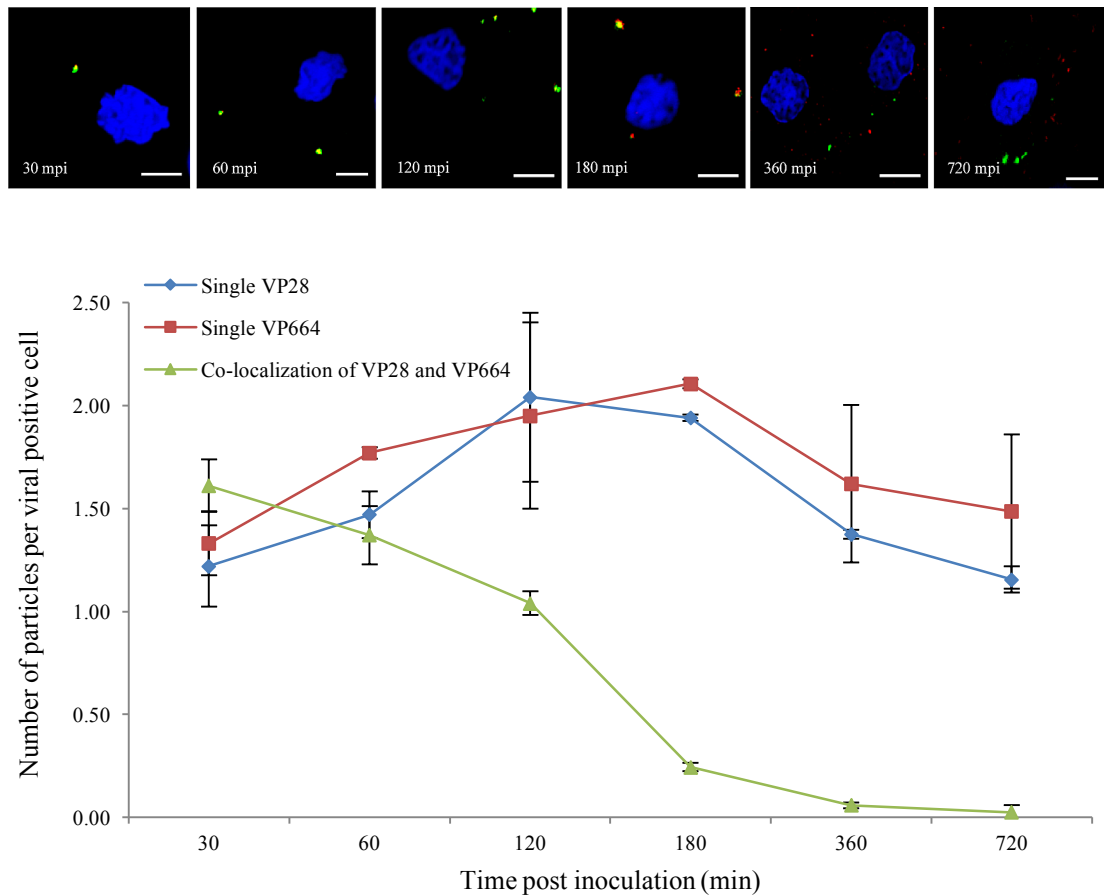 30 mpi
60 mpi
120 mpi
180 mpi
360 mpi
720 mpi
Single VP28
Single VP664
Co-localization of VP28 and VP664
Number of particles per viral positive cell
2.50
2.00
1.50
1.00
0.50
0.00
30 60 120 180 360 720
Time post inoculation (min)